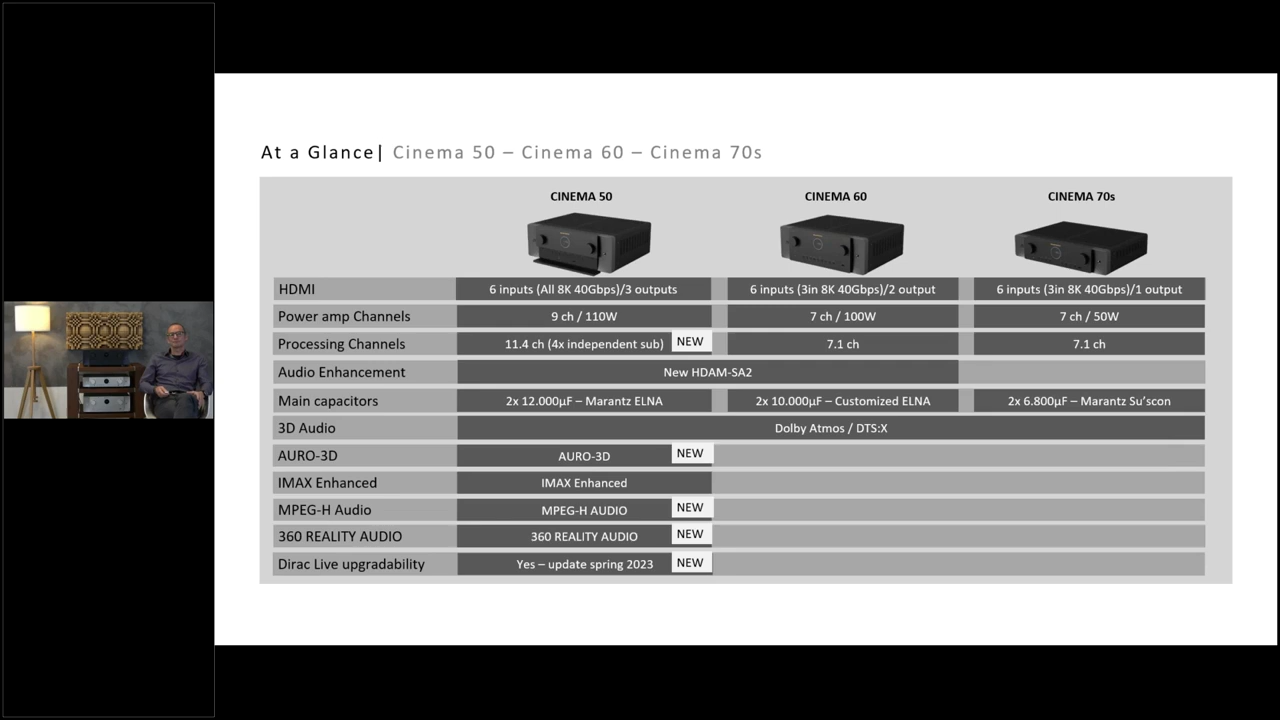 At a Glance| Cinema 50 – Cinema 60 – Cinema 70s
CINEMA 50 CINEMA 60 CINEMA 70s
HDMI 6 inputs (All 8K 40Gbps)/3 outputs 6 inputs (3in 8K 40Gbps)/2 output 6 inputs (3in 8K 40Gbps)/1 output
Power amp Channels 9 ch / 110W 7 ch / 100W 7 ch / 50W
Processing Channels 11.4 ch (4x independent sub) NEW 7.1 ch 7.1 ch
Audio Enhancement New HDAM-SA2
Main capacitors 2x 12.000µF – Marantz ELNA 2x 10.000µF – Customized ELNA 2x 6.800µF – Marantz Su'scon
3D Audio Dolby Atmos / DTS:X
AURO-3D AURO-3D NEW
IMAX Enhanced IMAX Enhanced
MPEG-H Audio MPEG-H AUDIO NEW
360 REALITY AUDIO 360 REALITY AUDIO NEW
Dirac Live upgradability Yes – update spring 2023 NEW